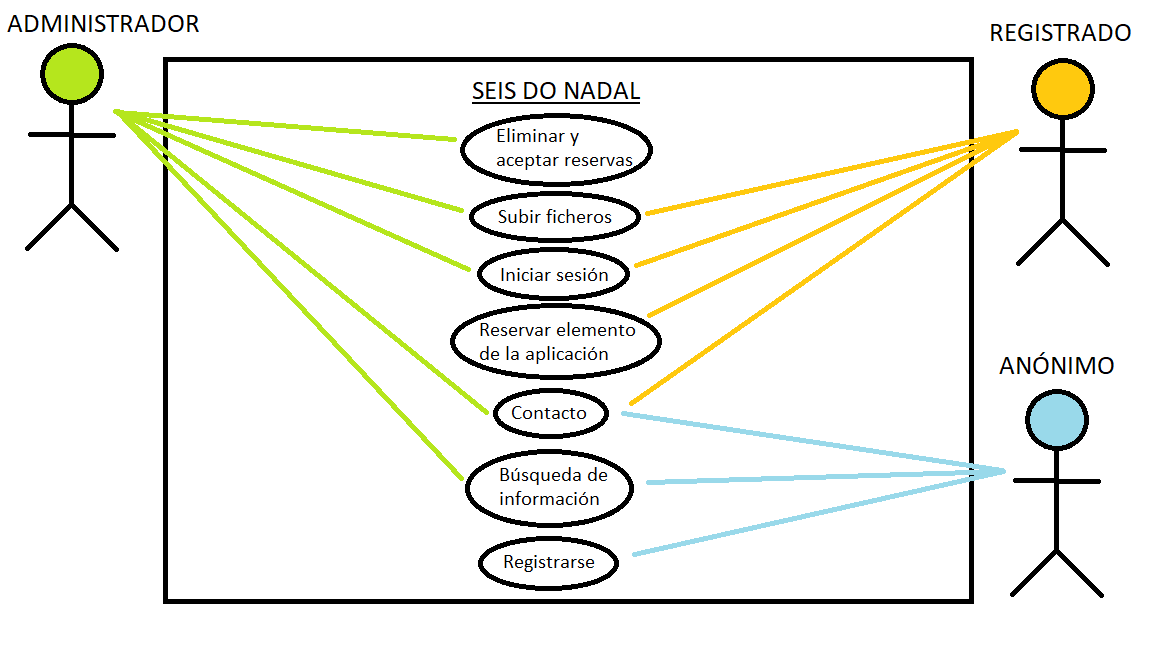 ADMINISTRADOR
REGISTRADO
SEIS DO NADAL
Eliminar y
aceptar reservas
Subir ficheros
Iniciar sesión
Reservar elemento
de la aplicación
ANÓNIMO
Contacto
Búsqueda de
información
Registrarse